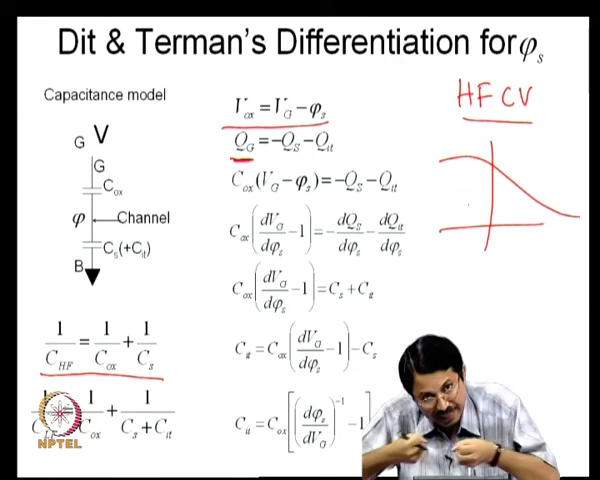 Dit & Terman's Differentiation for φs
Capacitance model
G V
G
Cox
φ Channel
Cs(+Cit)
B
1/CHF = 1/Cox + 1/Cs
1/Cox + 1/(Cs+Cit)
NPTEL
Vox=VG−φs
QG=−QS−Qit
Cox(VG−φs)=−QS−Qit
Cox(dVG/dφs −1)=−dQs/dφs − dQit/dφs
Cox(dVG/dφs −1)=Cs+Cit
Cit=Cox(dVG/dφs −1)−Cs
Cit=Cox[(dφs/dVG)^−1 −1]
HFCV